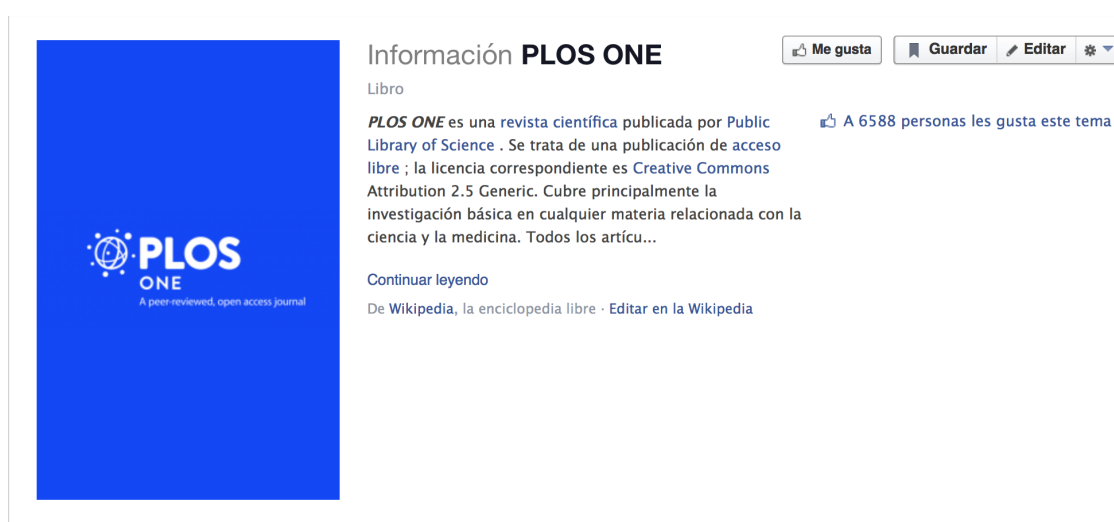 Información PLOS ONE
Me gusta
Guardar
Editar
Libro
PLOS ONE es una revista científica publicada por Public
Library of Science . Se trata de una publicación de acceso
libre ; la licencia correspondiente es Creative Commons
Attribution 2.5 Generic. Cubre principalmente la
investigación básica en cualquier materia relacionada con la
ciencia y la medicina. Todos los artícu...
Continuar leyendo
De Wikipedia, la enciclopedia libre · Editar en la Wikipedia
A 6588 personas les gusta este tema
PLOS
ONE
A peer-reviewed, open access journal